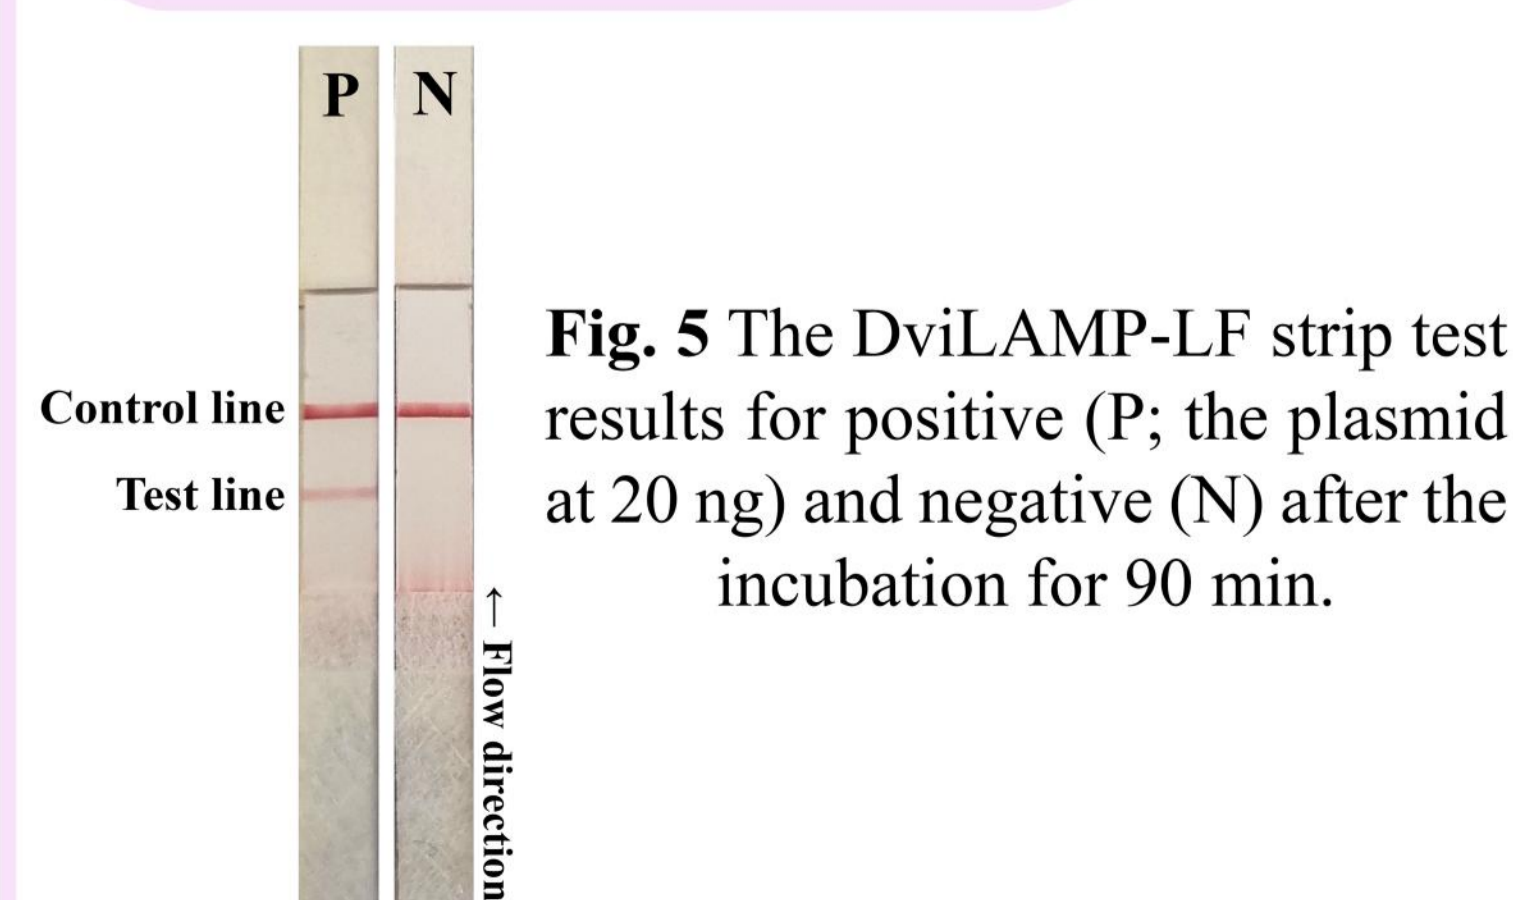 P N
Control line
Test line
← Flow direction
Fig. 5 The DviLAMP-LF strip test
results for positive (P; the plasmid
at 20 ng) and negative (N) after the
incubation for 90 min.